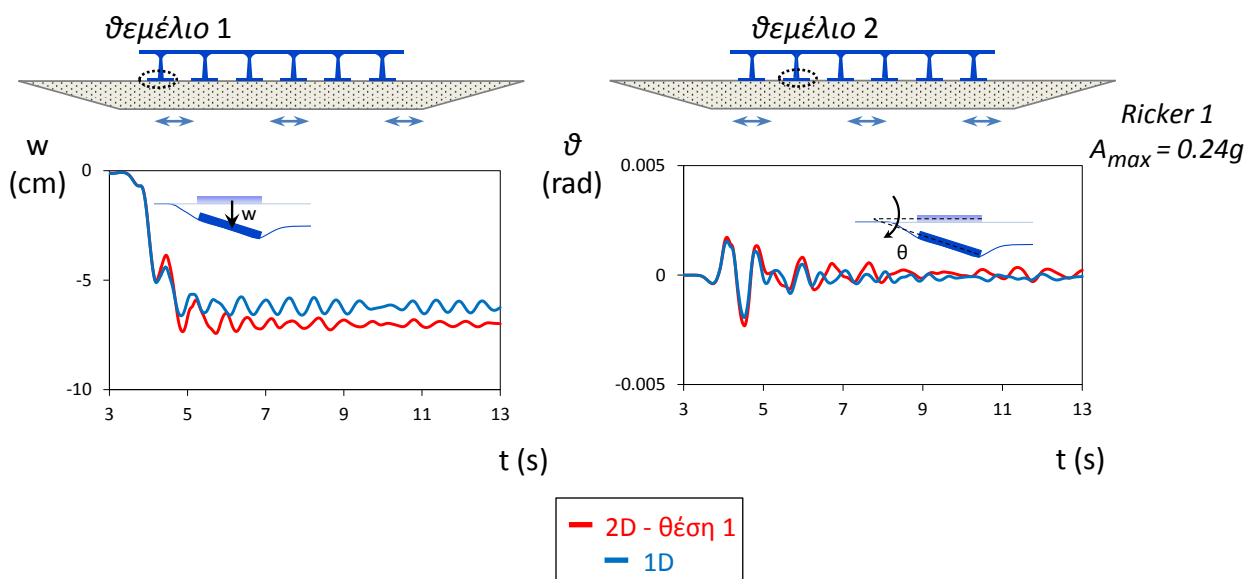 ϑεμέλιο 1
ϑεμέλιο 2
Ricker 1
Amax = 0.24g
w
(cm)
0
-5
-10
3
5
7
9
11
13
w
t (s)
ϑ
(rad)
0.005
0
-0.005
3
5
7
9
11
13
θ
t (s)
2D - θέση 1
1D